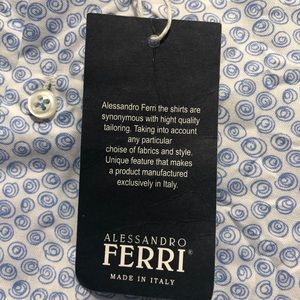 Alessandro Ferri the shirts are
synonymous with hight quality
tailoring. Taking into account
any particular
choise of fabrics and style.
Unique feature that makes
a product manufactured
exclusively in Italy.
ALESSANDRO
FERRI®
MADE IN ITALY